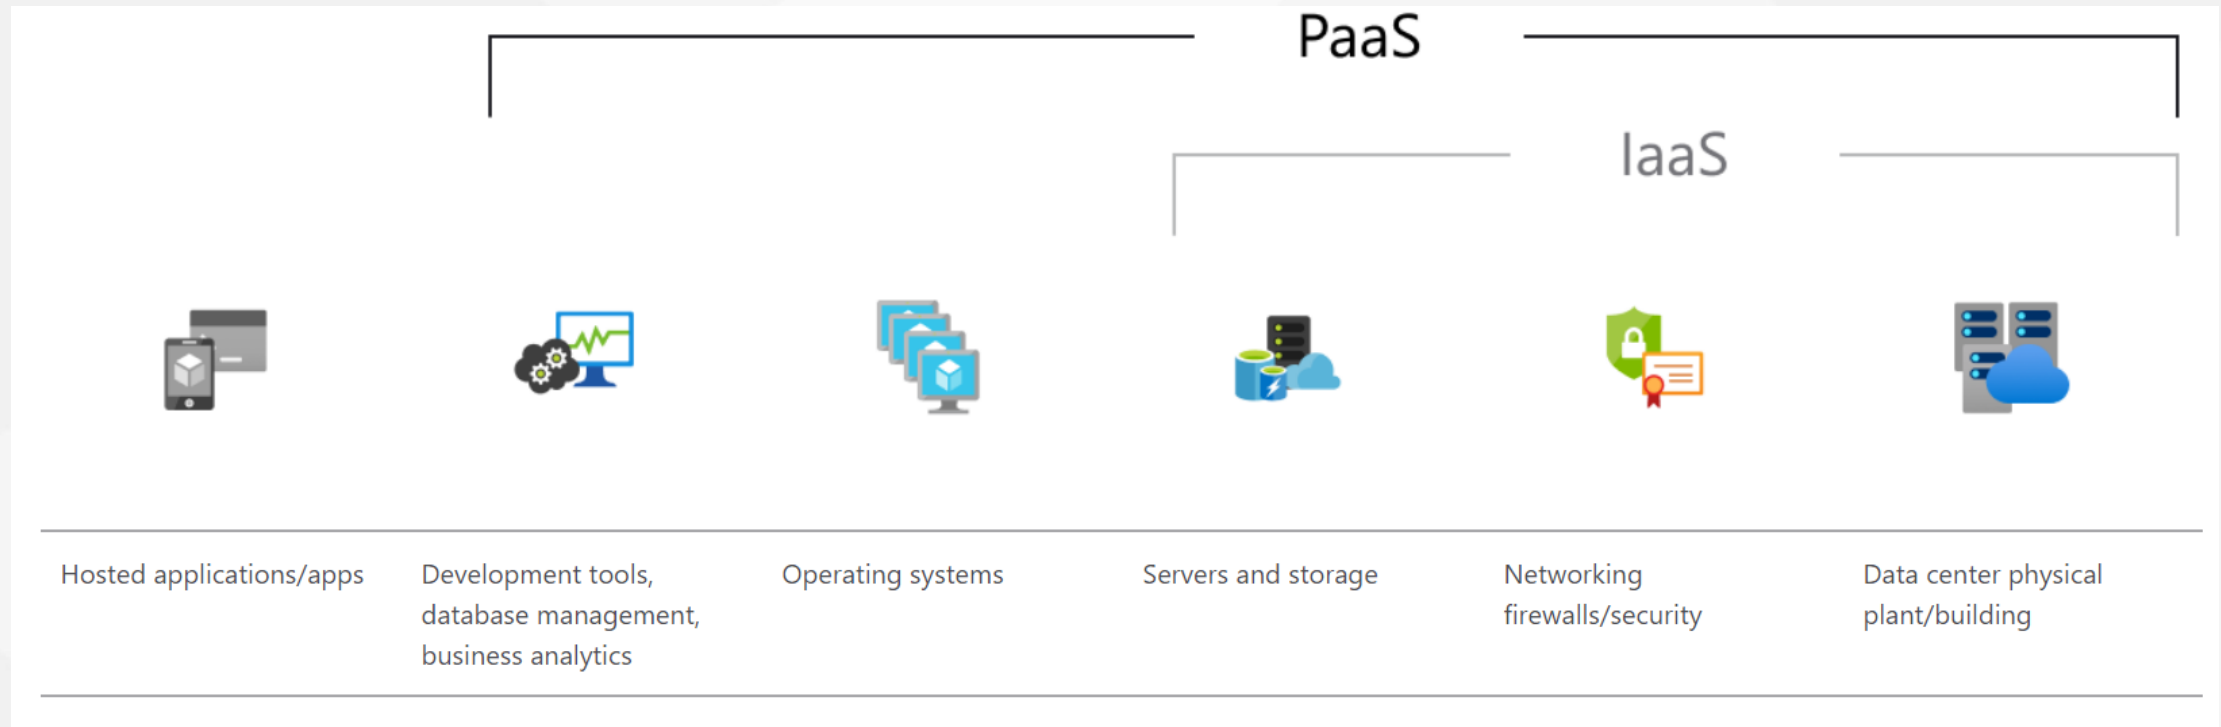 PaaS
IaaS
Hosted applications/apps
Development tools,
database management,
business analytics
Operating systems
Servers and storage
Networking
firewalls/security
Data center physical
plant/building